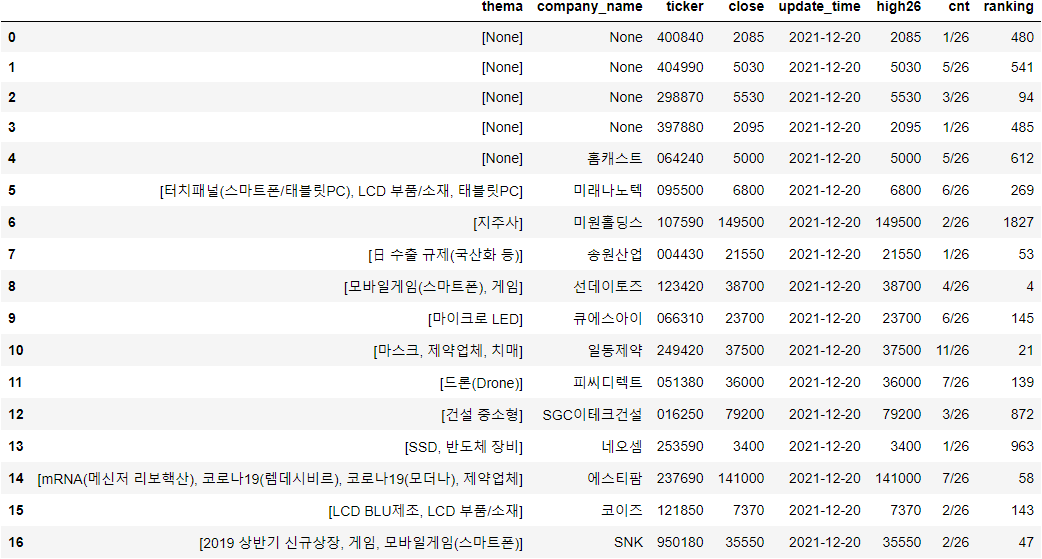 thema company_name ticker close update_time high26 cnt ranking
0 [None] None 400840 2085 2021-12-20 2085 1/26 480
1 [None] None 404990 5030 2021-12-20 5030 5/26 541
2 [None] None 298870 5530 2021-12-20 5530 3/26 94
3 [None] None 397880 2095 2021-12-20 2095 1/26 485
4 [None] 홈캐스트 064240 5000 2021-12-20 5000 5/26 612
5 [터치패널(스마트폰/태블릿PC), LCD 부품/소재, 태블릿PC] 미래나노텍 095500 6800 2021-12-20 6800 6/26 269
6 [지주사] 미원홀딩스 107590 149500 2021-12-20 149500 2/26 1827
7 [日 수출 규제(국산화 등)] 송원산업 004430 21550 2021-12-20 21550 1/26 53
8 [모바일게임(스마트폰), 게임] 선데이토즈 123420 38700 2021-12-20 38700 4/26 4
9 [마이크로 LED] 큐에스아이 066310 23700 2021-12-20 23700 6/26 145
10 [마스크, 제약업체, 치매] 일동제약 249420 37500 2021-12-20 37500 11/26 21
11 [드론(Drone)] 피씨디렉트 051380 36000 2021-12-20 36000 7/26 139
12 [건설 중소형] SGC이테크건설 016250 79200 2021-12-20 79200 3/26 872
13 [SSD, 반도체 장비] 네오셈 253590 3400 2021-12-20 3400 1/26 963
14 [mRNA(메신저 리보핵산), 코로나19(렘데시비르), 코로나19(모더나), 제약업체] 에스티팜 237690 141000 2021-12-20 141000 7/26 58
15 [LCD BLU제조, LCD 부품/소재] 코이즈 121850 7370 2021-12-20 7370 2/26 143
16 [2019 상반기 신규상장, 게임, 모바일게임(스마트폰)] SNK 950180 35550 2021-12-20 35550 2/26 47